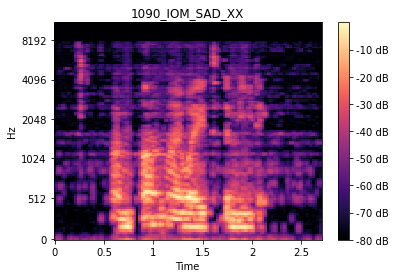 1090_IOM_SAD_XX
8192
4096
2048
1024
512
0
Hz
0
0.5
1
1.5
2
2.5
Time
-10 dB
-20 dB
-30 dB
-40 dB
-50 dB
-60 dB
-70 dB
-80 dB